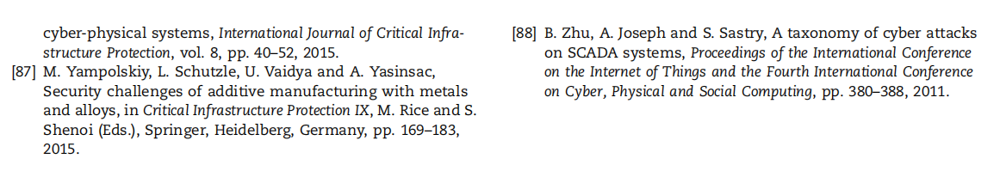 cyber-physical systems, International Journal of Critical Infra-
structure Protection, vol. 8, pp. 40–52, 2015.
[87] M. Yampolskiy, L. Schutzle, U. Vaidya and A. Yasinsac,
Security challenges of additive manufacturing with metals
and alloys, in Critical Infrastructure Protection IX, M. Rice and S.
Shenoi (Eds.), Springer, Heidelberg, Germany, pp. 169–183,
2015.
[88] B. Zhu, A. Joseph and S. Sastry, A taxonomy of cyber attacks
on SCADA systems, Proceedings of the International Conference
on the Internet of Things and the Fourth International Conference
on Cyber, Physical and Social Computing, pp. 380–388, 2011.